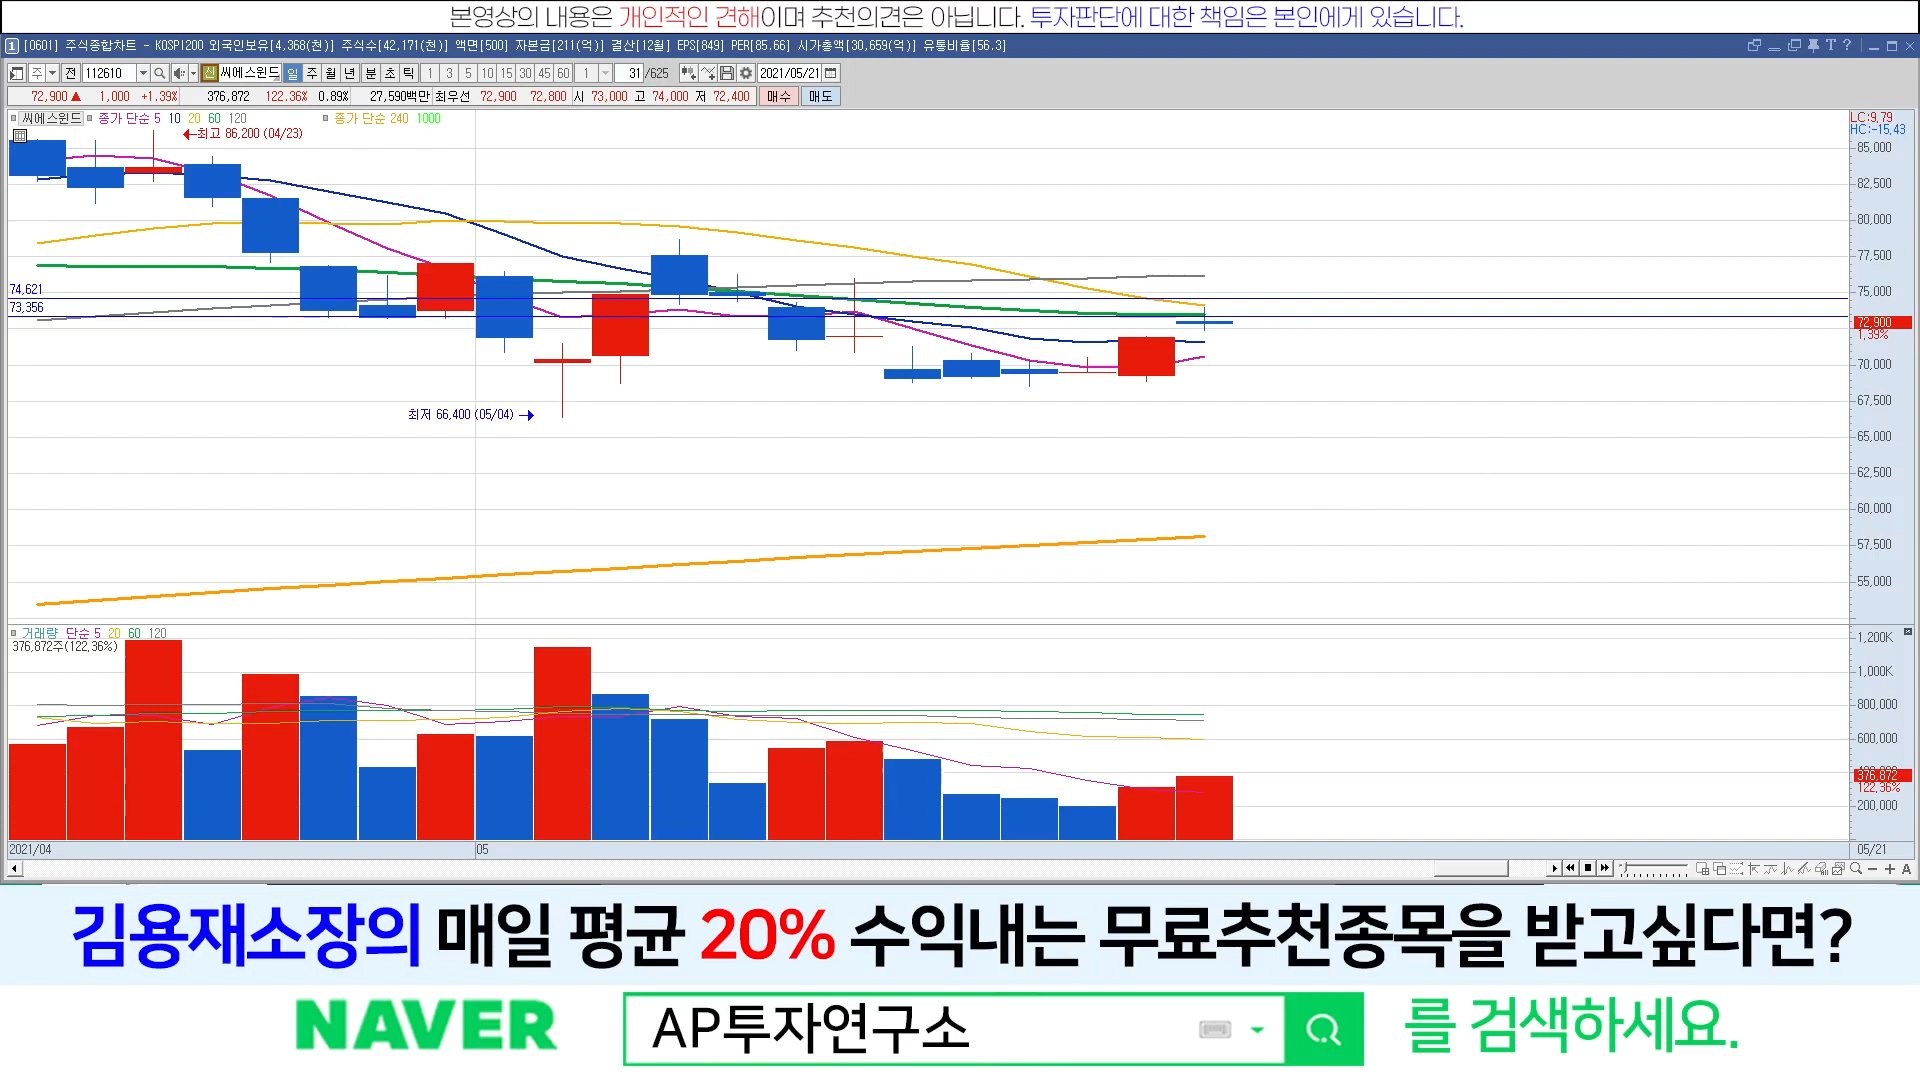 본영상의 내용은 개인적인 견해이며 추천의견은 아닙니다. 투자판단에 대한 책임은 본인에게 있습니다.
1 [0601] 주식종합차트 - KOSPI200 외국인보유[4,368(천)] 주식수[42,171(천)] 액면[500] 자본금[211(억)] 결산[12월] EPS[849] PER[85.66] 시가총액[30,659(억)] 유통비율[56.3] T ?
주 전 112610 신 씨에스윈드 일 주 월 년 분 초 틱 1 3 5 10 15 30 45 60 1 31 /625 2021/05/21
72,900 ▲ 1,000 +1.39% 376,872 122.36% 0.89% 27,590백만 최우선 72,900 72,800 시 73,000 고 74,000 저 72,400 매수 매도
씨에스윈드 종가 단순 5 10 20 60 120 종가 단순 240 1000
LC:9.79
HC:-15.43
최고 86,200 (04/23)
85,000
82,500
80,000
77,500
75,000
74,621
73,356
72,900
1.39%
70,000
67,500
최저 66,400 (05/04)
65,000
62,500
60,000
57,500
55,000
거래량 단순 5 20 60 120
376,872주(122.36%)
1,200K
1,000K
800,000
600,000
376,872
122.36%
200,000
2021/04 05 05/21
A
김용재소장의 매일 평균 20% 수익내는 무료추천종목을 받고싶다면?
NAVER AP투자연구소 를 검색하세요.